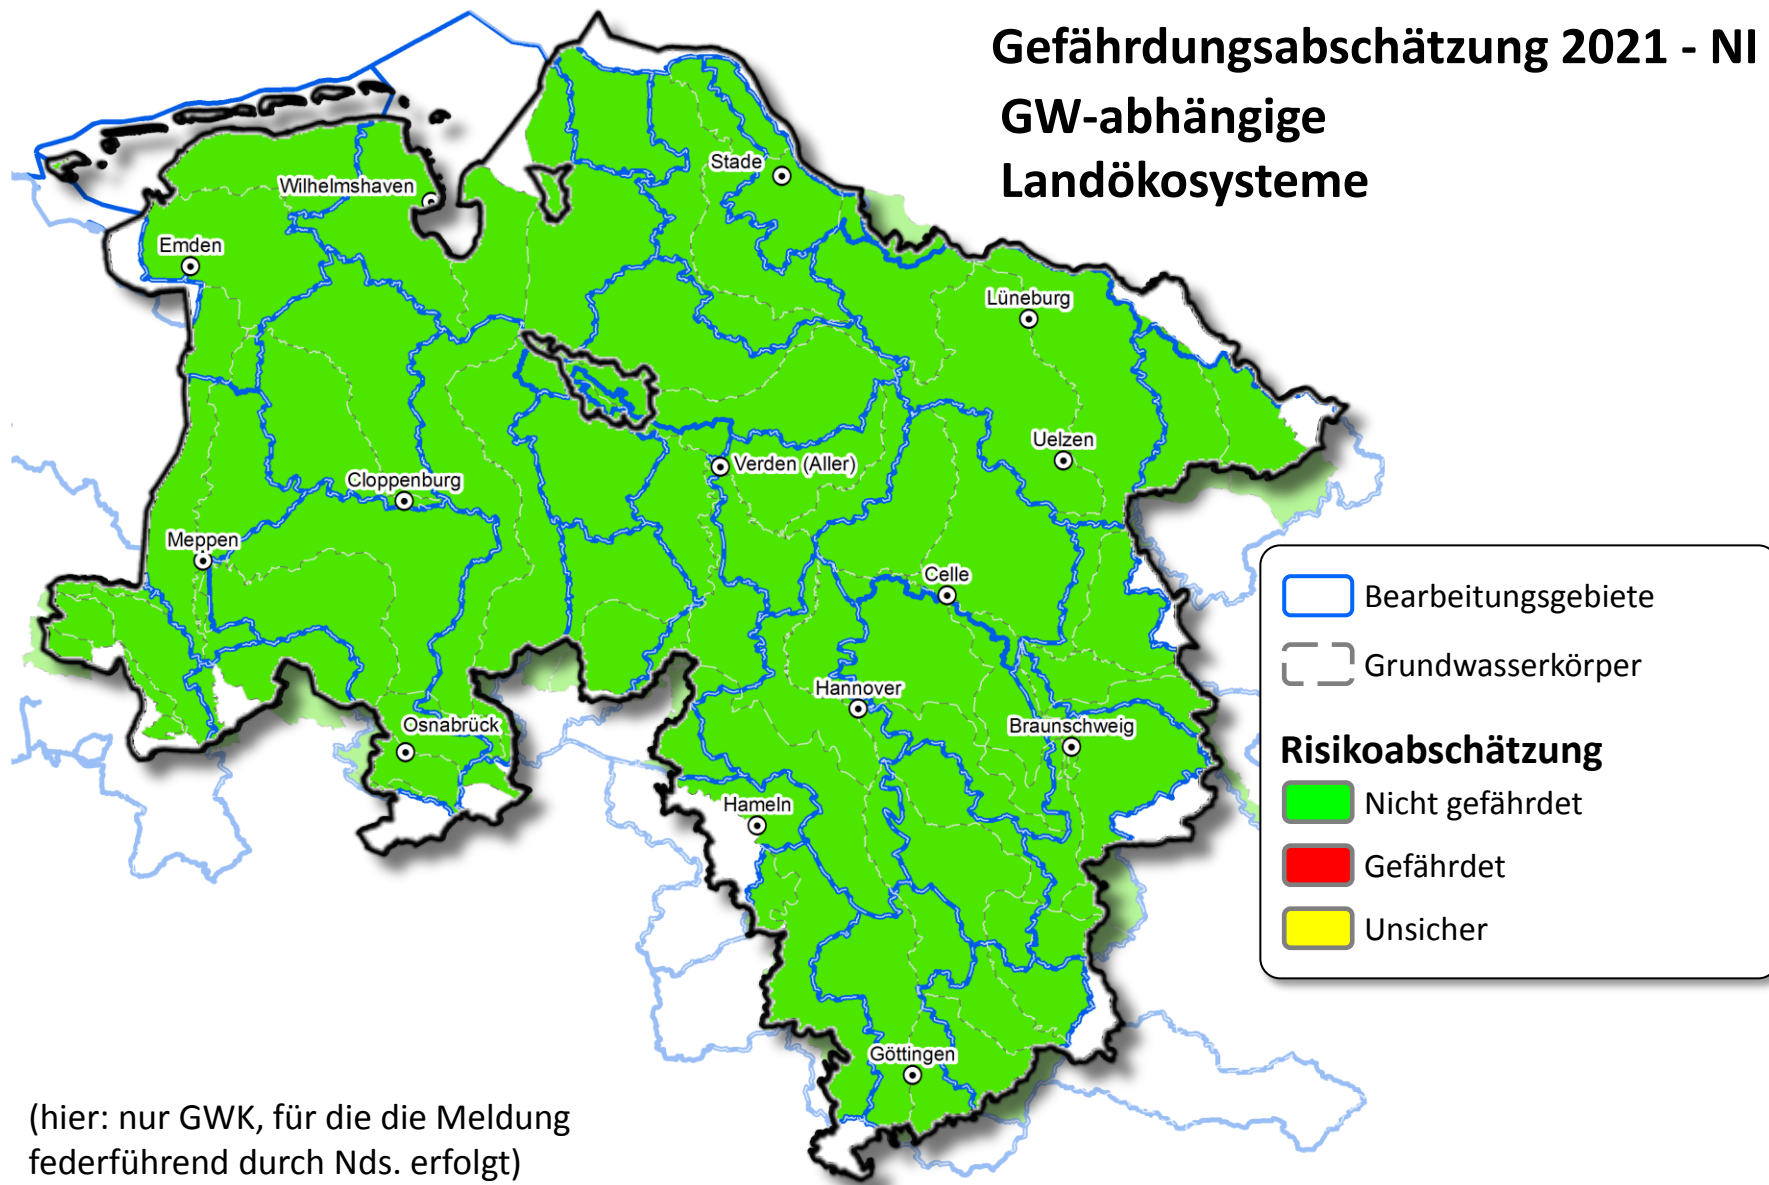 Gefährdungsabschätzung 2021 - NI
GW-abhängige
Landökosysteme
Stade
Wilhelmshaven
Emden
Lüneburg
Uelzen
Verden (Aller)
Cloppenburg
Meppen
Celle
Hannover
Osnabrück
Braunschweig
Hameln
Göttingen
Bearbeitungsgebiete
Grundwasserkörper
Risikoabschätzung
Nicht gefährdet
Gefährdet
Unsicher
(hier: nur GWK, für die die Meldung
federführend durch Nds. erfolgt)